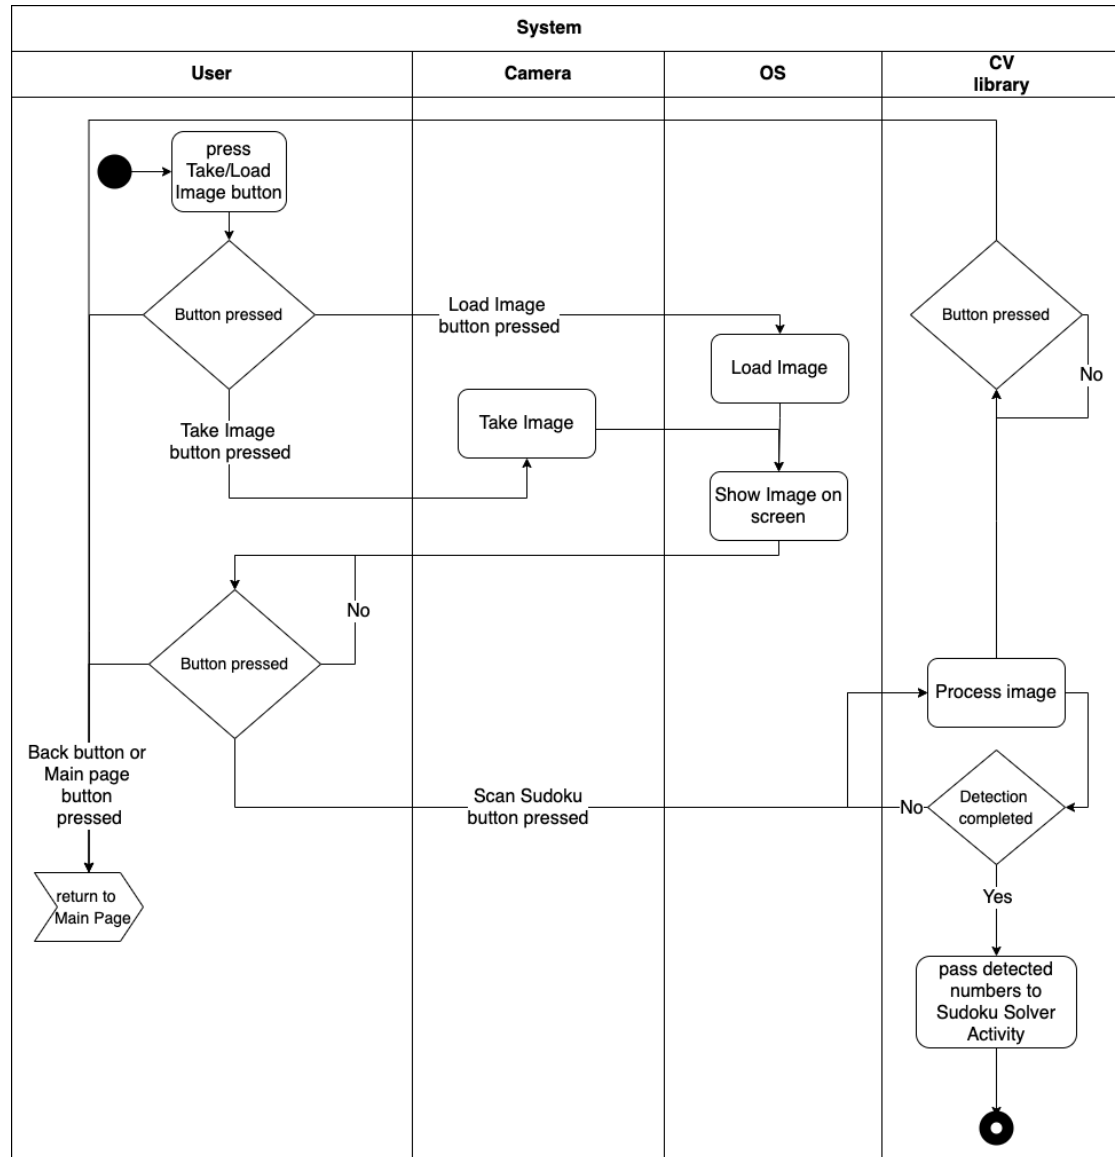 System
User
Camera
OS
CV
library
press
Take/Load
Image button
Button pressed
Load Image
button pressed
Button pressed
Load Image
No
Take Image
Take Image
button pressed
Show Image on
screen
No
Button pressed
Process image
Back button or
Main page
button
pressed
Scan Sudoku
button pressed
No
Detection
completed
return to
Main Page
Yes
pass detected
numbers to
Sudoku Solver
Activity